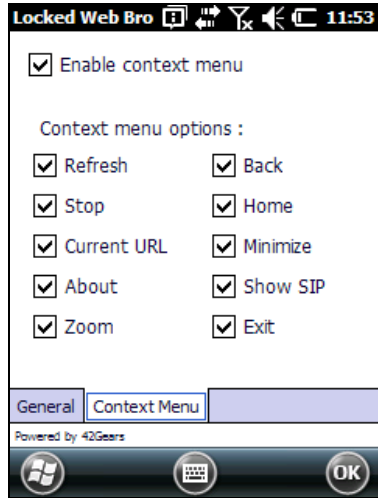 Locked Web Bro 11:53
Enable context menu
Context menu options :
Refresh Back
Stop Home
Current URL Minimize
About Show SIP
Zoom Exit
General Context Menu
Powered by 42Gears
OK